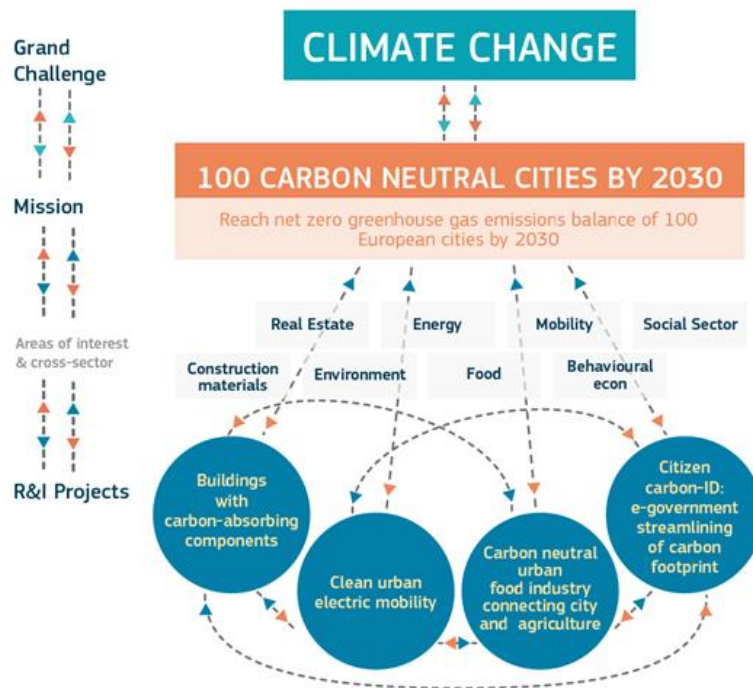 Grand
Challenge
CLIMATE CHANGE
Mission
100 CARBON NEUTRAL CITIES BY 2030
Reach net zero greenhouse gas emissions balance of 100
European cities by 2030
Areas of interest
& cross-sector
Real Estate
Energy
Mobility
Social Sector
Construction
materials
Environment
Food
Behavioural
econ
R&I Projects
Buildings
with
carbon-absorbing
components
Clean urban
electric mobility
Carbon neutral
urban
food industry
connecting city
and agriculture
Citizen
carbon-ID:
e-government
streamlining
of carbon
footprint